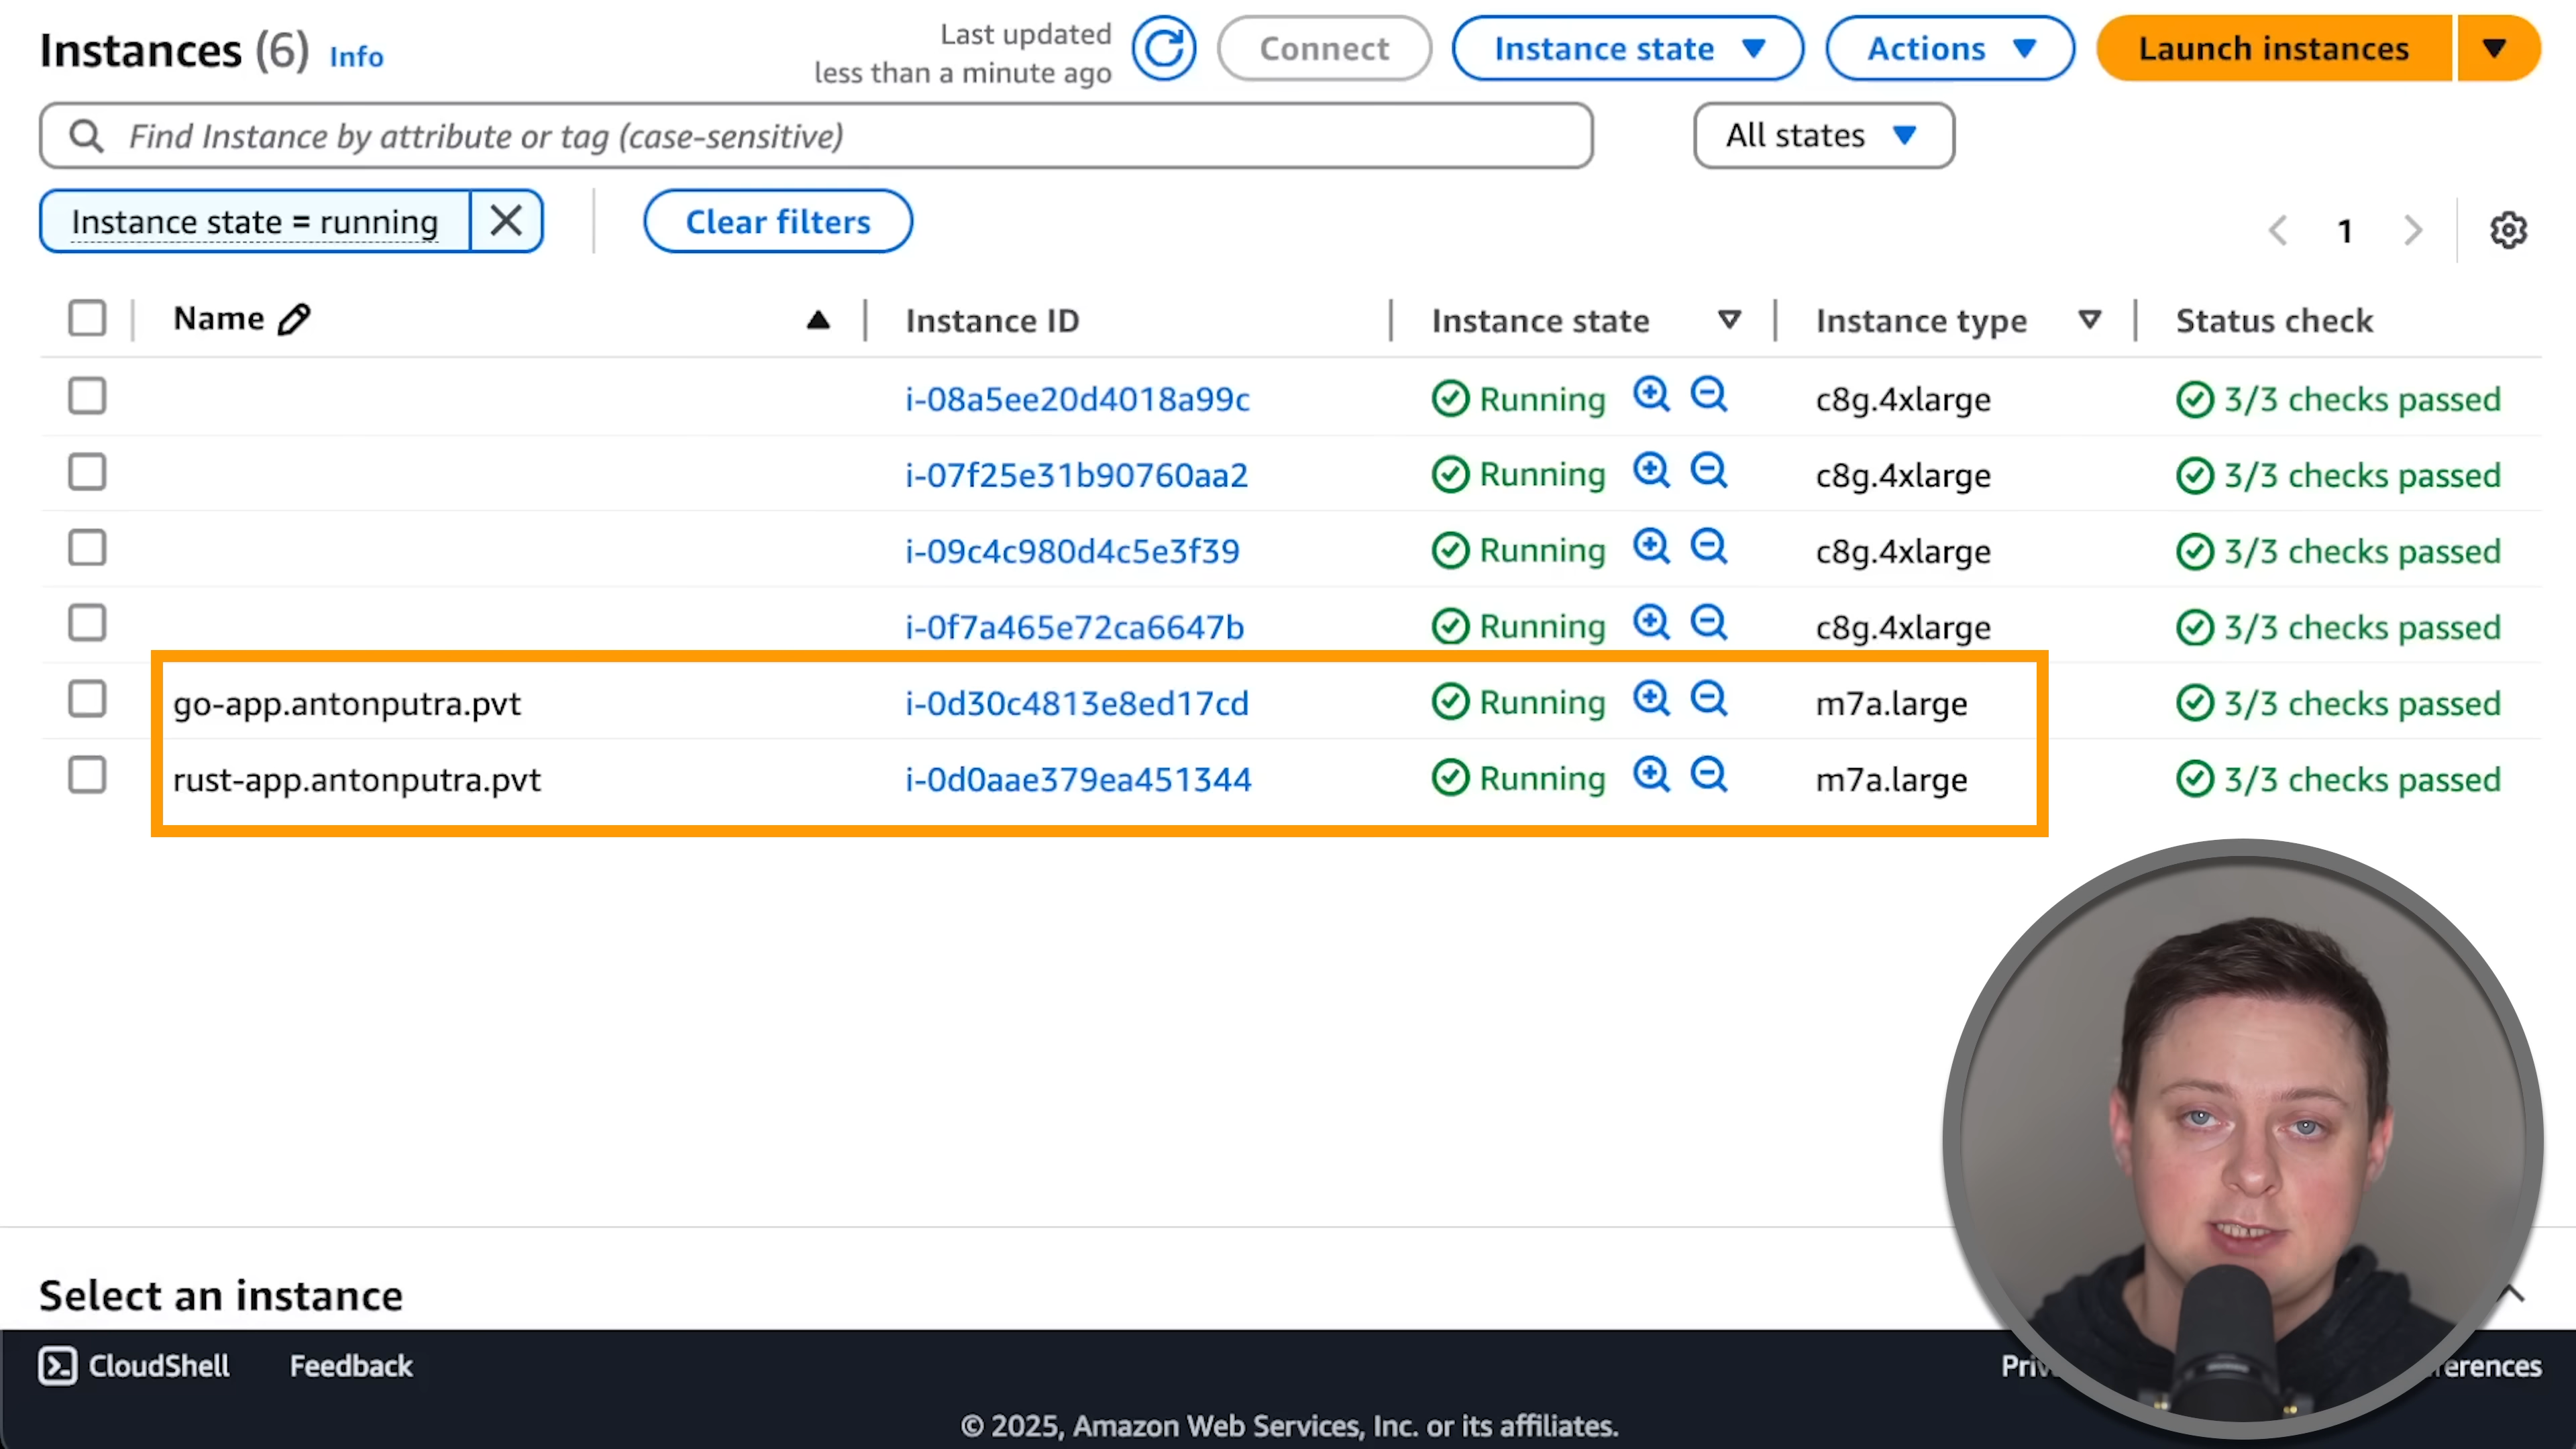 Instances (6) Info
Last updated
less than a minute ago
Connect
Instance state
Actions
Launch instances
Find Instance by attribute or tag (case-sensitive)
All states
Instance state = running
Clear filters
1
Name Instance ID Instance state Instance type Status check
i-08a5ee20d4018a99c Running c8g.4xlarge 3/3 checks passed
i-07f25e31b90760aa2 Running c8g.4xlarge 3/3 checks passed
i-09c4c980d4c5e3f39 Running c8g.4xlarge 3/3 checks passed
i-0f7a465e72ca6647b Running c8g.4xlarge 3/3 checks passed
go-app.antonputra.pvt i-0d30c4813e8ed17cd Running m7a.large 3/3 checks passed
rust-app.antonputra.pvt i-0d0aae379ea451344 Running m7a.large 3/3 checks passed
Select an instance
CloudShell Feedback
© 2025, Amazon Web Services, Inc. or its affiliates.